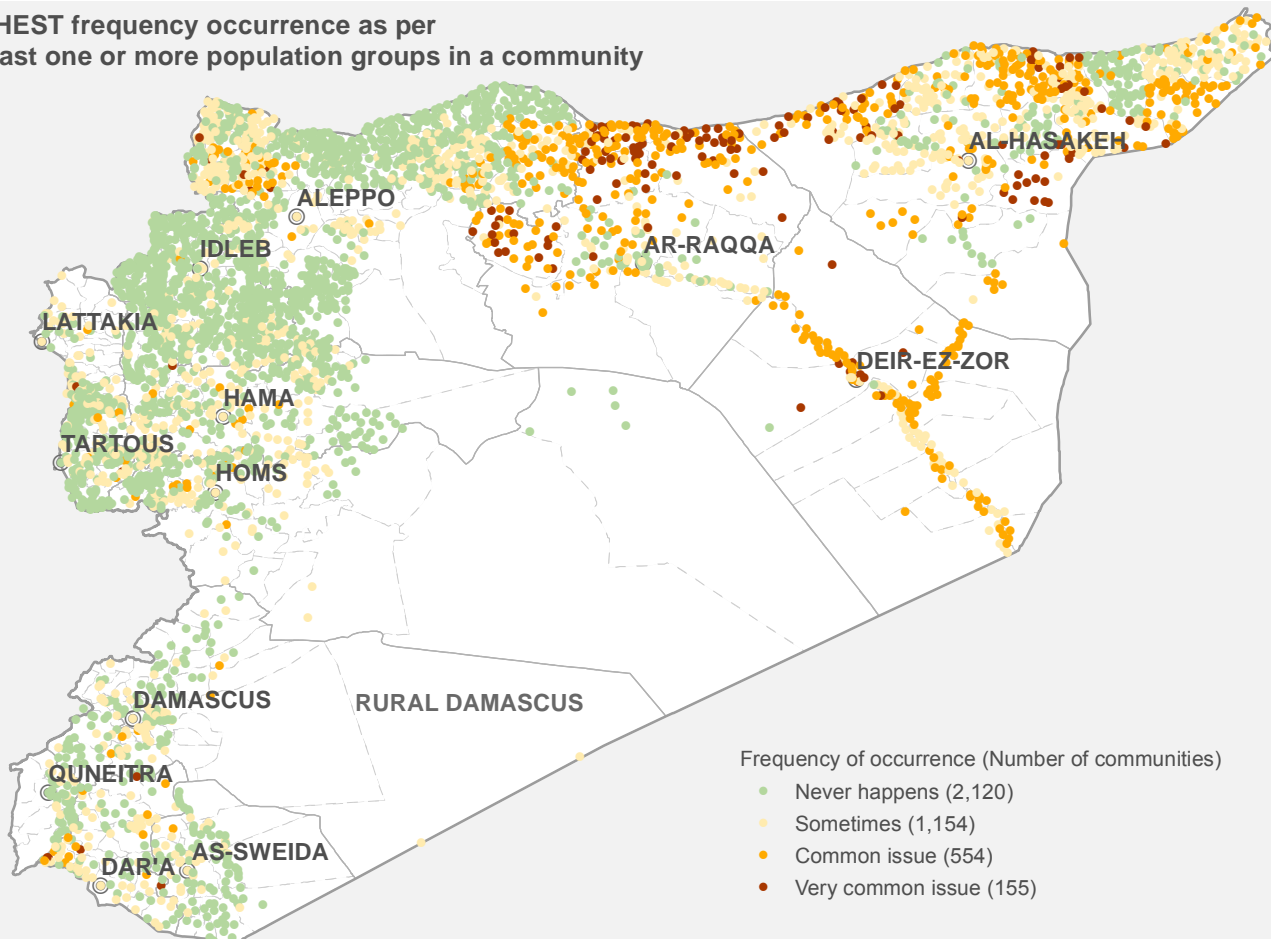 HEST frequency occurrence as per
ast one or more population groups in a community
AL-HASAKEH
ALEPPO
AR-RAQQA
IDLEB
LATTAKIA
DEIR-EZ-ZOR
HAMA
TARTOUS
HOMS
DAMASCUS
RURAL DAMASCUS
QUNEITRA
DAR'A
AS-SWEIDA
Frequency of occurrence (Number of communities)
Never happens (2,120)
Sometimes (1,154)
Common issue (554)
Very common issue (155)